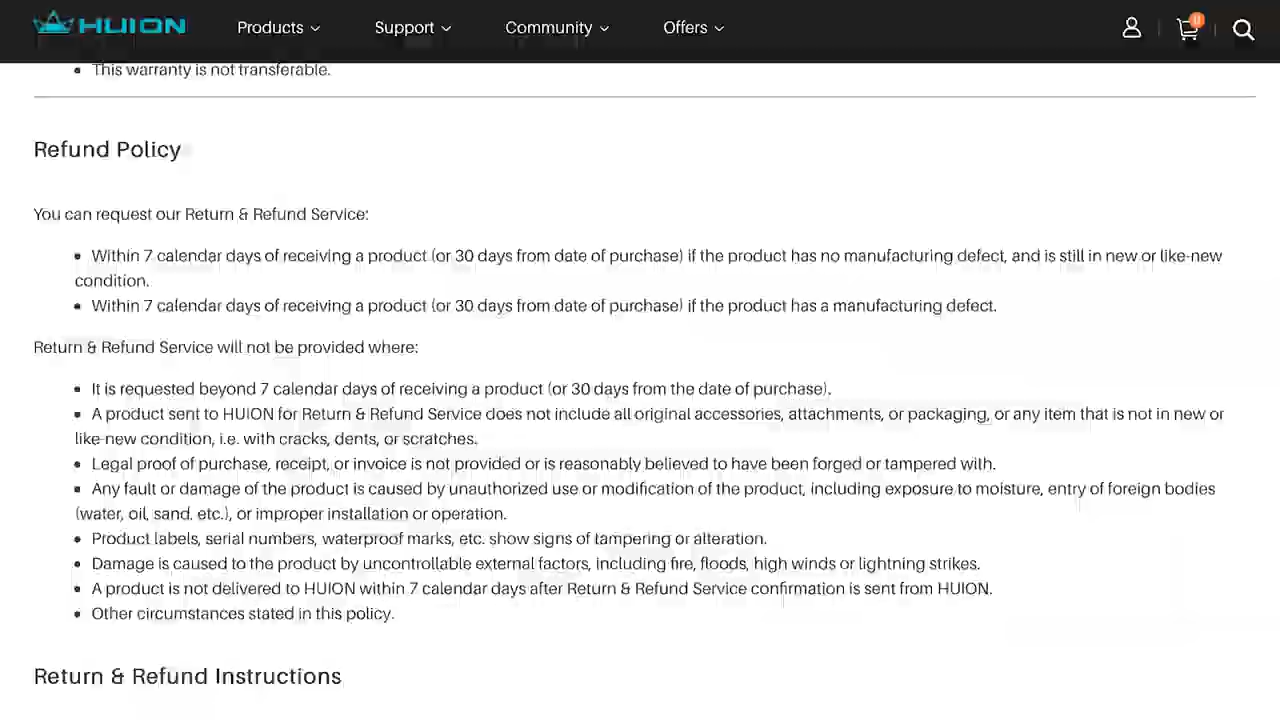 HUION Products Support Community Offers 0
• This warranty is not transferable.
Refund Policy
You can request our Return & Refund Service:
• Within 7 calendar days of receiving a product (or 30 days from date of purchase) if the product has no manufacturing defect, and is still in new or like-new
condition.
• Within 7 calendar days of receiving a product (or 30 days from date of purchase) if the product has a manufacturing defect.
Return & Refund Service will not be provided where:
• It is requested beyond 7 calendar days of receiving a product (or 30 days from the date of purchase).
• A product sent to HUION for Return & Refund Service does not include all original accessories, attachments, or packaging, or any item that is not in new or
like-new condition, i.e. with cracks, dents, or scratches.
• Legal proof of purchase, receipt, or invoice is not provided or is reasonably believed to have been forged or tampered with.
• Any fault or damage of the product is caused by unauthorized use or modification of the product, including exposure to moisture, entry of foreign bodies
(water, oil, sand. etc.), or improper installation or operation.
• Product labels, serial numbers, waterproof marks, etc. show signs of tampering or alteration.
• Damage is caused to the product by uncontrollable external factors, including fire, floods, high winds or lightning strikes.
• A product is not delivered to HUION within 7 calendar days after Return & Refund Service confirmation is sent from HUION.
• Other circumstances stated in this policy.
Return & Refund Instructions